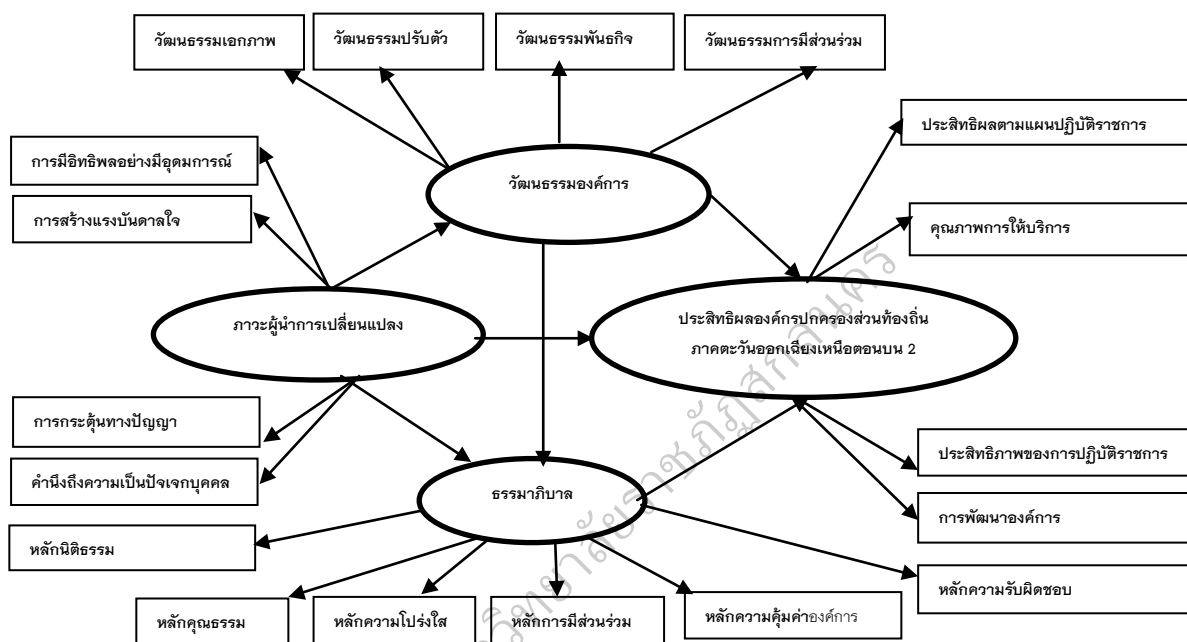 วัฒนธรรมเอกภาพ
วัฒนธรรมปรับตัว
วัฒนธรรมพันธกิจ
วัฒนธรรมการมีส่วนร่วม
ประสิทธิผลตามแผนปฏิบัติราชการ
การมีอิทธิพลอย่างมีอุดมการณ์
วัฒนธรรมองค์การ
การสร้างแรงบันดาลใจ
คุณภาพการให้บริการ
ภาวะผู้นำการเปลี่ยนแปลง
ประสิทธิผลองค์กรปกครองส่วนท้องถิ่น
ภาคตะวันออกเฉียงเหนือตอนบน 2
การกระตุ้นทางปัญญา
ประสิทธิภาพของการปฏิบัติราชการ
คำนึงถึงความเป็นปัจเจกบุคคล
ธรรมาภิบาล
การพัฒนาองค์การ
หลักนิติธรรม
หลักความรับผิดชอบ
หลักคุณธรรม
หลักความโปร่งใส
หลักการมีส่วนร่วม
หลักความคุ้มค่าองค์การ
วิทยาลัยราชภัฏสกลนคร